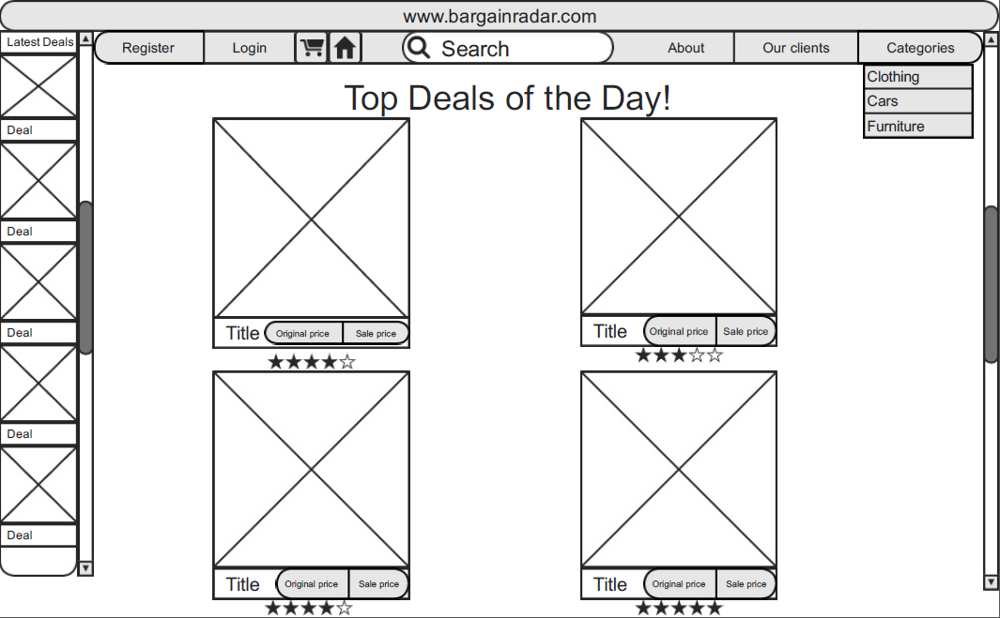 www.bargainradar.com
Latest Deals
Register Login Search About Our clients Categories
Clothing
Cars
Furniture
Top Deals of the Day!
Deal
Deal
Deal
Deal
Deal
Title Original price Sale price
Title Original price Sale price
Title Original price Sale price
Title Original price Sale price